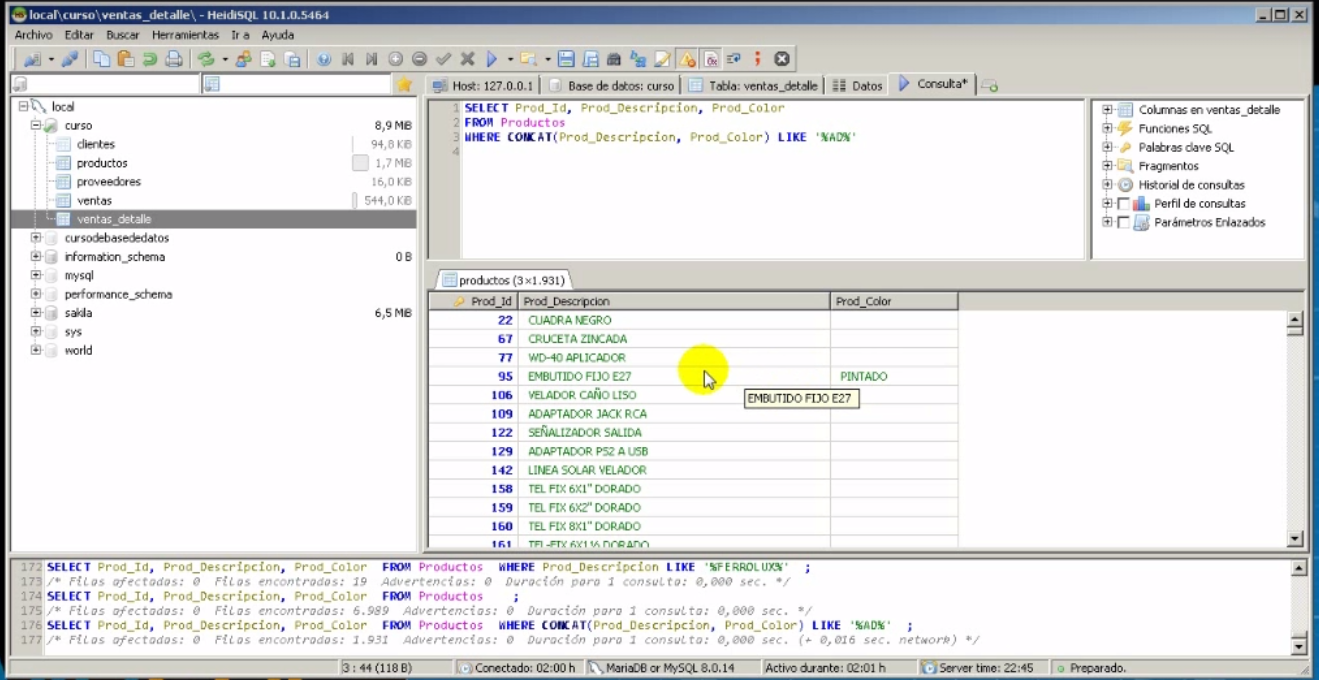 local\curso\ventas_detalle\ - HeidiSQL 10.1.0.5464
Archivo Editar Buscar Herramientas Ir a Ayuda
Host: 127.0.0.1 Base de datos: curso Tabla: ventas_detalle Datos Consulta*
local
curso 8,9 MiB
clientes 94,8 KiB
productos 1,7 MiB
proveedores 16,0 KiB
ventas 544,0 KiB
ventas_detalle
cursodebasededatos
information_schema 0 B
mysql
performance_schema
sakila 6,5 MiB
sys
world
1 SELECT Prod_Id, Prod_Descripcion, Prod_Color
2 FROM Productos
3 WHERE CONCAT(Prod_Descripcion, Prod_Color) LIKE '%AD%'
4
Columnas en ventas_detalle
Funciones SQL
Palabras clave SQL
Fragmentos
Historial de consultas
Perfil de consultas
Parámetros Enlazados
productos (3×1.931)
Prod_Id Prod_Descripcion Prod_Color
22 CUADRA NEGRO
67 CRUCETA ZINCADA
77 WD-40 APLICADOR
95 EMBUTIDO FIJO E27 PINTADO
106 VELADOR CAÑO LISO
EMBUTIDO FIJO E27
109 ADAPTADOR JACK RCA
122 SEÑALIZADOR SALIDA
129 ADAPTADOR PS2 A USB
142 LINEA SOLAR VELADOR
158 TEL FIX 6X1" DORADO
159 TEL FIX 6X2" DORADO
160 TEL FIX 8X1" DORADO
161 TEL-FIX 6X1½ DORADO
172 SELECT Prod_Id, Prod_Descripcion, Prod_Color FROM Productos WHERE Prod_Descripcion LIKE '%FERROLUX%' ;
173 /* Filas afectadas: 0 Filas encontradas: 19 Advertencias: 0 Duración para 1 consulta: 0,000 sec. */
174 SELECT Prod_Id, Prod_Descripcion, Prod_Color FROM Productos ;
175 /* Filas afectadas: 0 Filas encontradas: 6.989 Advertencias: 0 Duración para 1 consulta: 0,000 sec. */
176 SELECT Prod_Id, Prod_Descripcion, Prod_Color FROM Productos WHERE CONCAT(Prod_Descripcion, Prod_Color) LIKE '%AD%' ;
177 /* Filas afectadas: 0 Filas encontradas: 1.931 Advertencias: 0 Duración para 1 consulta: 0,000 sec. (+ 0,016 sec. network) */
3 : 44 (118 B) Conectado: 02:00 h MariaDB or MySQL 8.0.14 Activo durante: 02:01 h Server time: 22:45 Preparado.